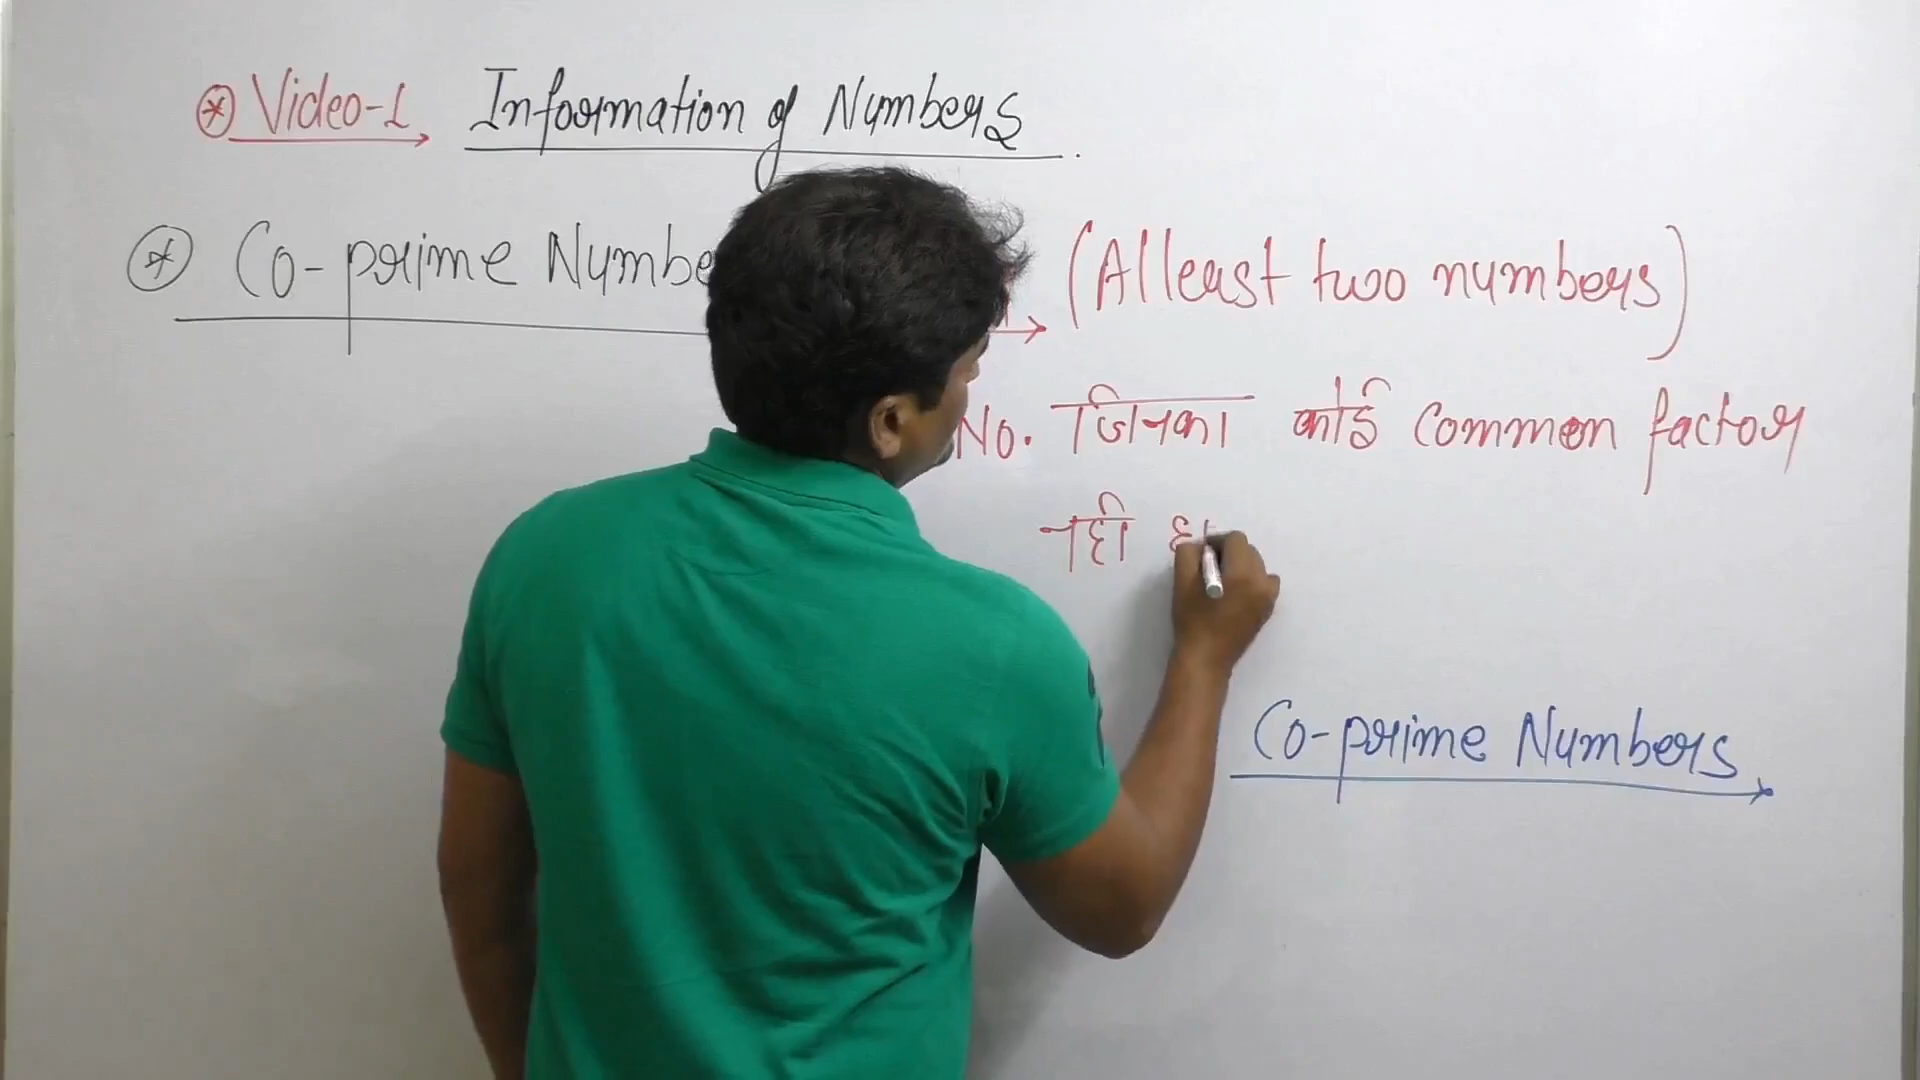 * Video-1 Information of Numbers.
* Co-prime Numbe (Atleast two numbers)
No. जिनका कोई Common factor
नही
Co-prime Numbers